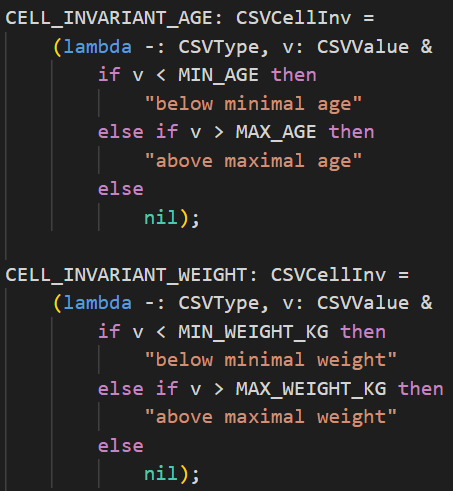 CELL_INVARIANT_AGE: CSVCellInv =
(lambda -: CSVType, v: CSVValue &
if v < MIN_AGE then
"below minimal age"
else if v > MAX_AGE then
"above maximal age"
else
nil);
CELL_INVARIANT_WEIGHT: CSVCellInv =
(lambda -: CSVType, v: CSVValue &
if v < MIN_WEIGHT_KG then
"below minimal weight"
else if v > MAX_WEIGHT_KG then
"above maximal weight"
else
nil);